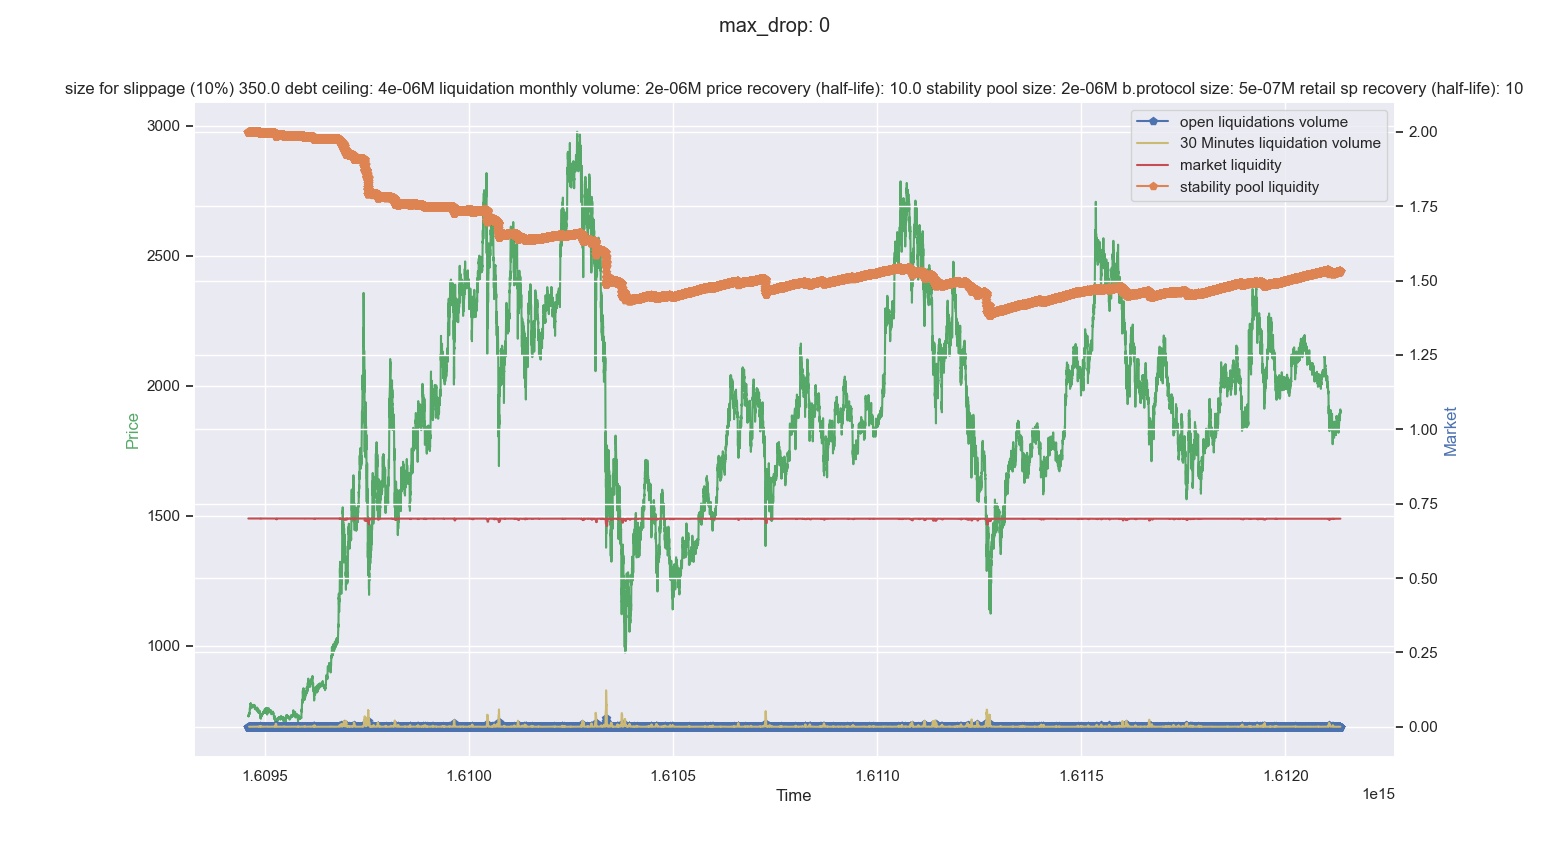 max_drop: 0
size for slippage (10%) 350.0 debt ceiling: 4e-06M liquidation monthly volume: 2e-06M price recovery (half-life): 10.0 stability pool size: 2e-06M b.protocol size: 5e-07M retail sp recovery (half-life): 10
open liquidations volume
30 Minutes liquidation volume
market liquidity
stability pool liquidity
3000
2500
2000
1500
1000
Price
2.00
1.75
1.50
1.25
1.00
0.75
0.50
0.25
0.00
Market
1.6095 1.6100 1.6105 1.6110 1.6115 1.6120
1e15
Time